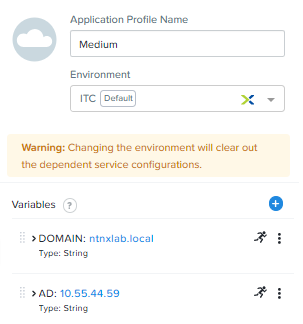 Application Profile Name
Medium
Environment
ITC Default
Warning: Changing the environment will clear out
the dependent service configurations.
Variables ?
DOMAIN: ntnxlab.local
Type: String
AD: 10.55.44.59
Type: String